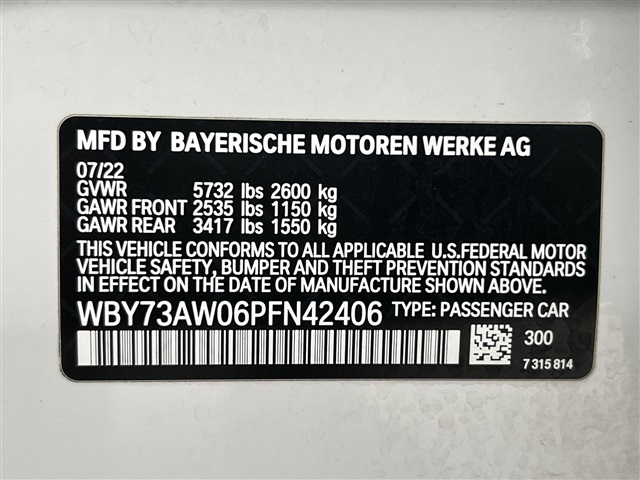 MFD BY BAYERISCHE MOTOREN WERKE AG
07/22
GVWR 5732 lbs 2600 kg
GAWR FRONT 2535 lbs 1150 kg
GAWR REAR 3417 lbs 1550 kg
THIS VEHICLE CONFORMS TO ALL APPLICABLE U.S.FEDERAL MOTOR
VEHICLE SAFETY, BUMPER AND THEFT PREVENTION STANDARDS
IN EFFECT ON THE DATE OF MANUFACTURE SHOWN ABOVE.
WBY73AW06PFN42406 TYPE: PASSENGER CAR
300
7 315 814